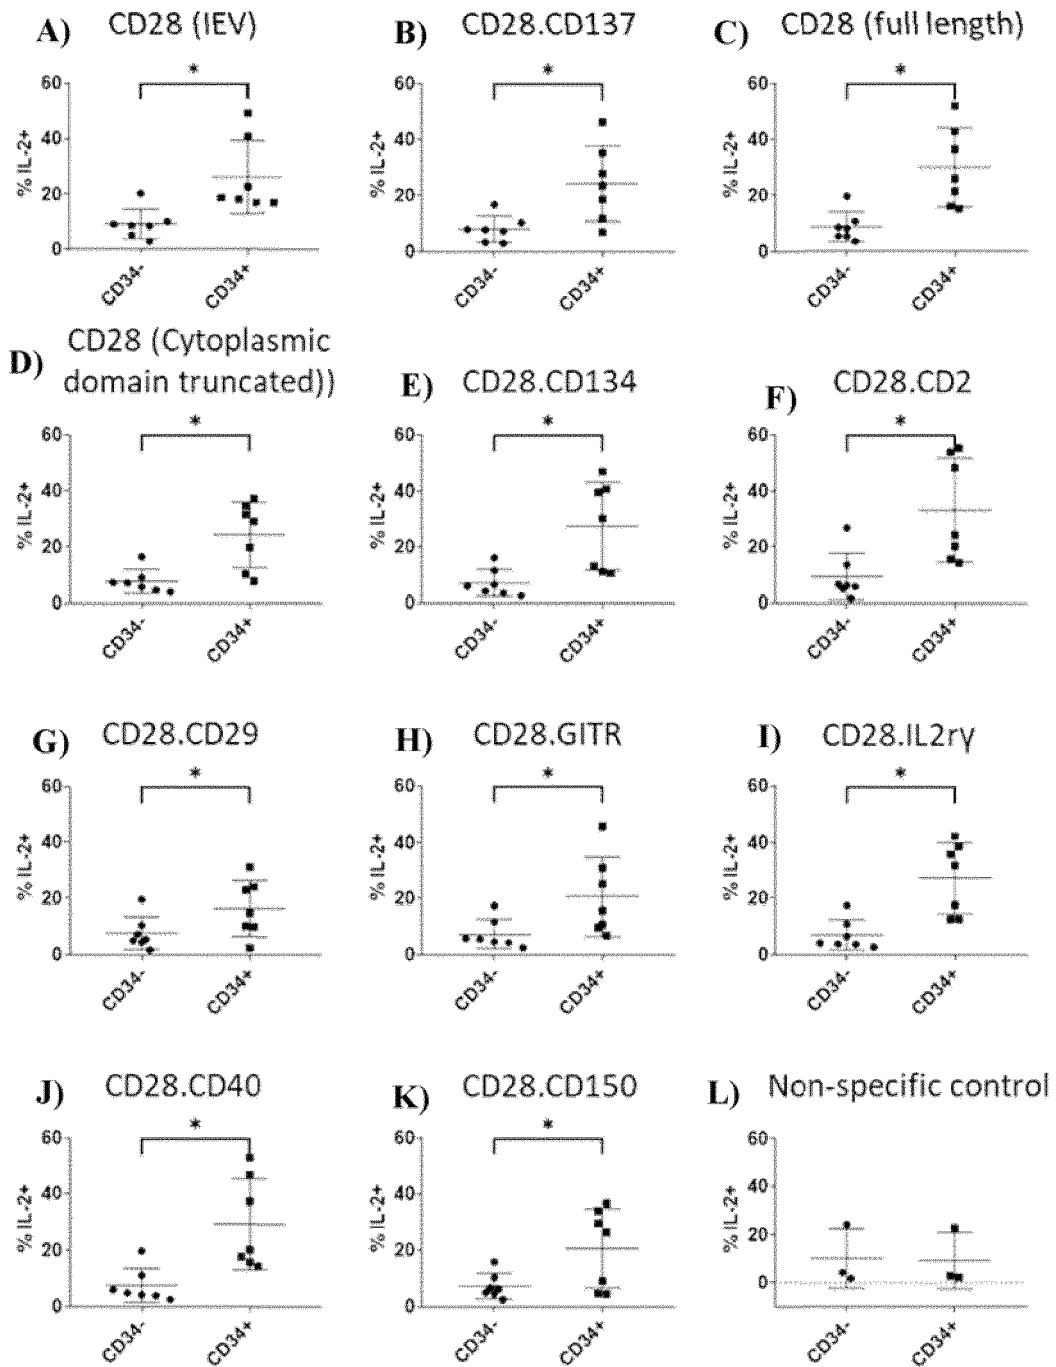 A) CD28 (IEV)
*
60
40
20
0
% IL-2+
CD34-
CD34+
B) CD28.CD137
*
60
40
20
0
% IL-2+
CD34-
CD34+
C) CD28 (full length)
*
60
40
20
0
% IL-2+
CD34-
CD34+
D) CD28 (Cytoplasmic
domain truncated))
*
60
40
20
0
% IL-2+
CD34-
CD34+
E) CD28.CD134
*
60
40
20
0
% IL-2+
CD34-
CD34+
F) CD28.CD2
*
60
40
20
0
% IL-2+
CD34-
CD34+
G) CD28.CD29
*
60
40
20
0
% IL-2+
CD34-
CD34+
H) CD28.GITR
*
60
40
20
0
% IL-2+
CD34-
CD34+
I) CD28.IL2rγ
*
60
40
20
0
% IL-2+
CD34-
CD34+
J) CD28.CD40
*
60
40
20
0
% IL-2+
CD34-
CD34+
K) CD28.CD150
*
60
40
20
0
% IL-2+
CD34-
CD34+
L) Non-specific control
60
40
20
0
% IL-2+
CD34-
CD34+